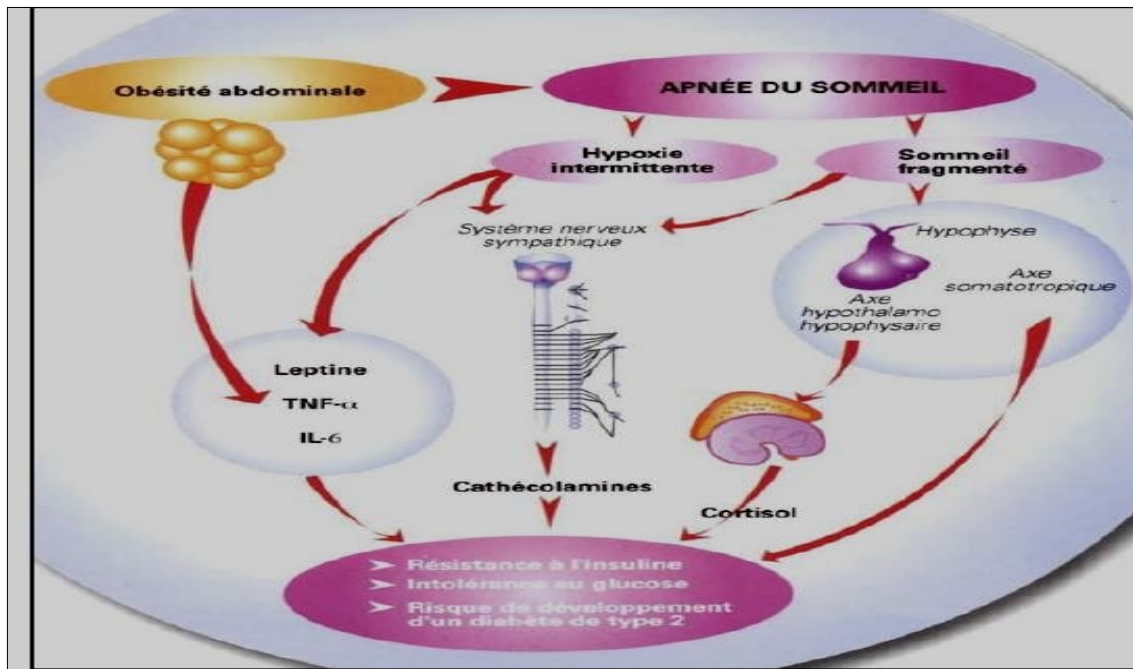 Obésité abdominale
APNÉE DU SOMMEIL
Hypoxie
intermittente
Sommeil
fragmenté
Système nerveux
sympathique
Hypophyse
Axe
somatotropique
Axe
hypothalamo
hypophysaire
Leptine
TNF-α
IL-6
Cathécolamines
Cortisol
Résistance à l'insuline
Intolérance au glucose
Risque de développement
d'un diabète de type 2